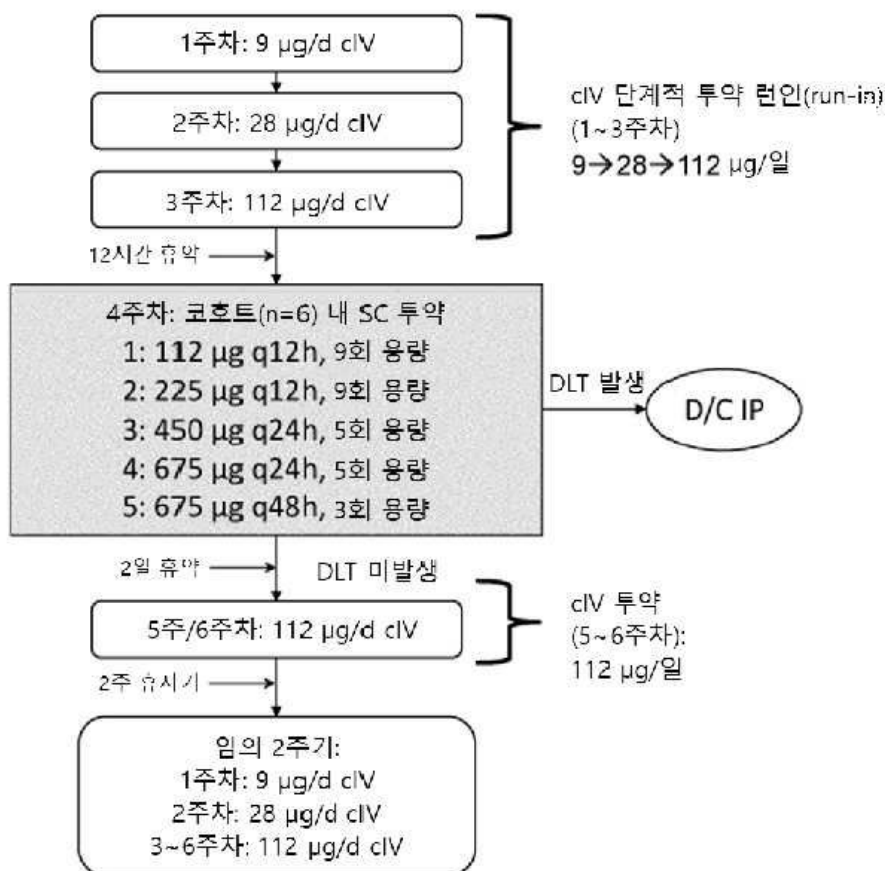 1주차: 9 µg/d cIV
2주차: 28 µg/d cIV
3주차: 112 µg/d cIV
cIV 단계적 투약 런인(run-in)
(1~3주차)
9→28→112 µg/일
12시간 휴약
4주차: 코호트(n=6) 내 SC 투약
1: 112 µg q12h, 9회 용량
2: 225 µg q12h, 9회 용량
3: 450 µg q24h, 5회 용량
4: 675 µg q24h, 5회 용량
5: 675 µg q48h, 3회 용량
DLT 발생
D/C IP
2일 휴약
DLT 미발생
5주/6주차: 112 µg/d cIV
cIV 투약
(5~6주차):
112 µg/일
2주 휴지기
임의 2주기:
1주차: 9 µg/d cIV
2주차: 28 µg/d cIV
3~6주차: 112 µg/d cIV